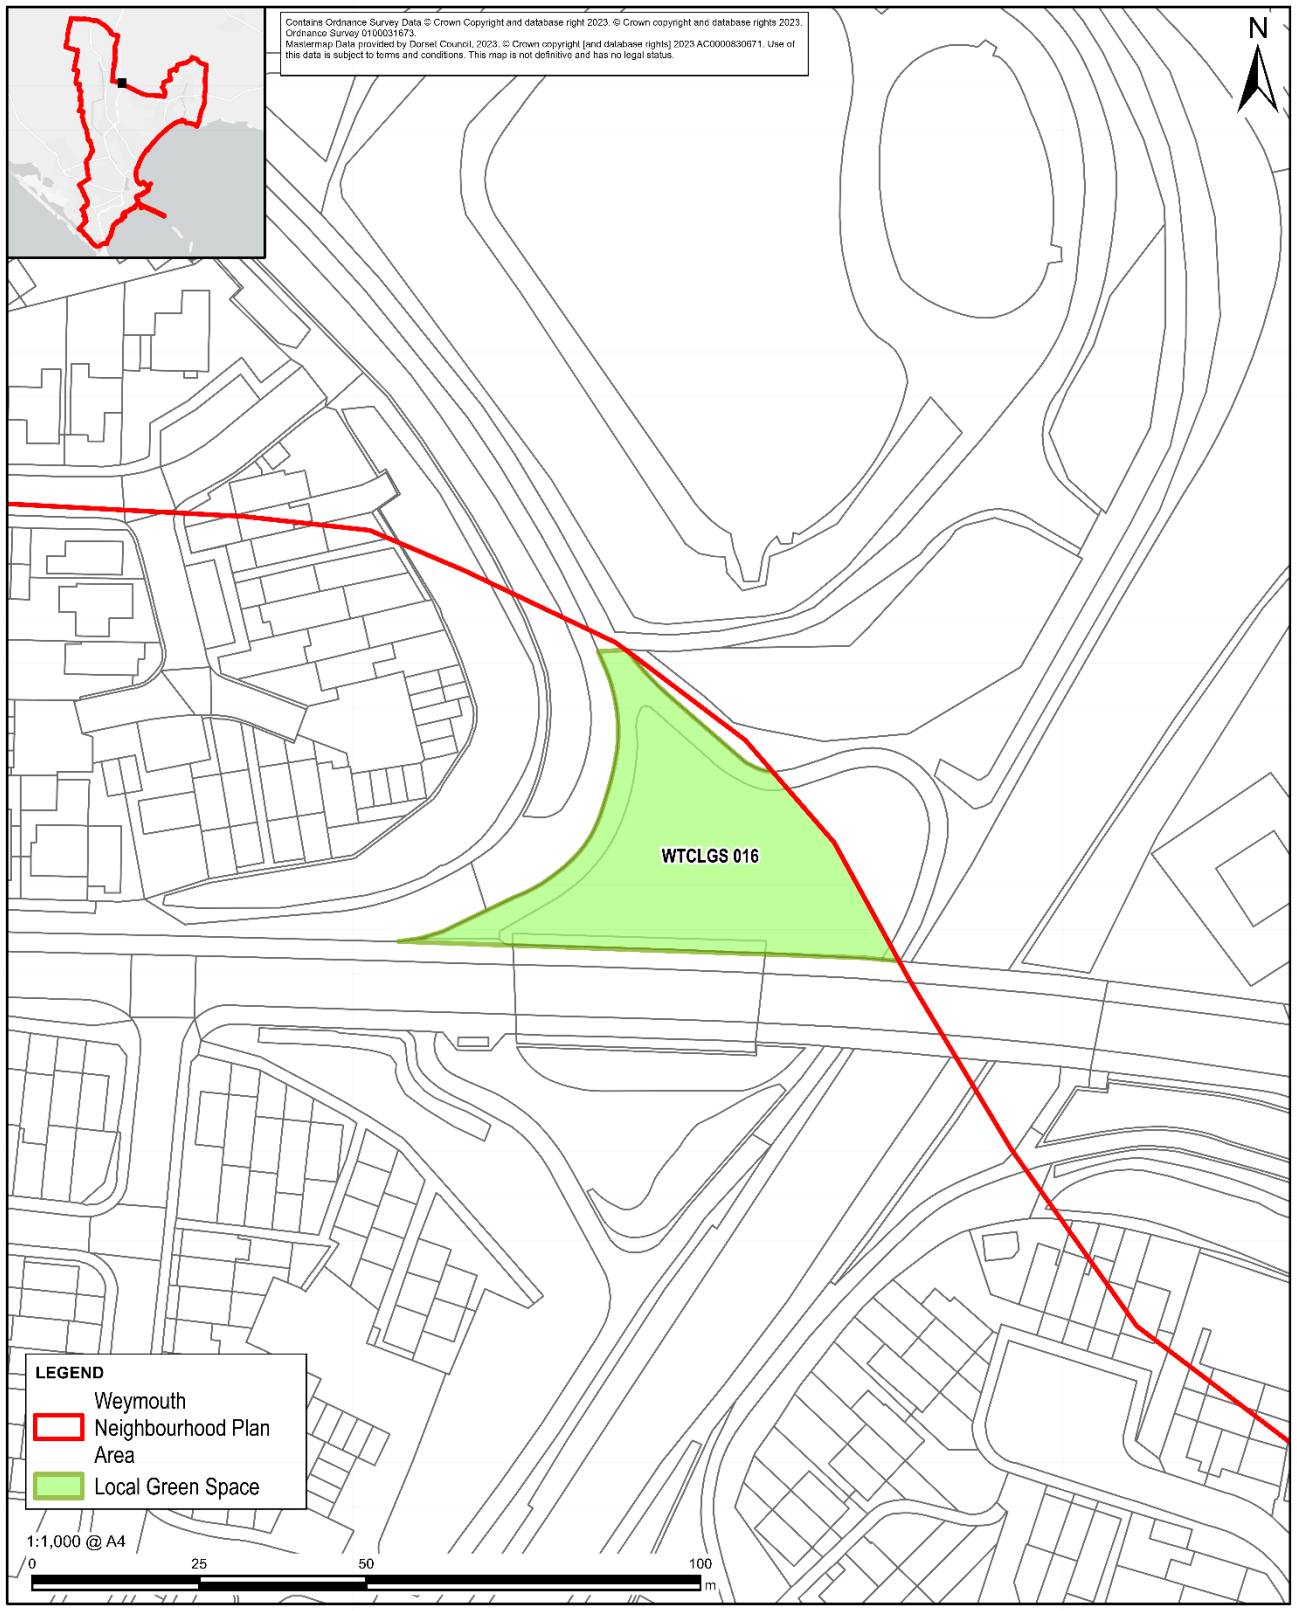 Contains Ordnance Survey Data © Crown Copyright and database right 2023. © Crown copyright and database rights 2023.
Ordnance Survey 0100031673.
Mastermap Data provided by Dorset Council, 2023. © Crown copyright [and database rights] 2023 AC0000830671. Use of
this data is subject to terms and conditions. This map is not definitive and has no legal status.
N
WTCLGS 016
LEGEND
Weymouth
Neighbourhood Plan
Area
Local Green Space
1:1,000 @ A4
0 25 50 100
m